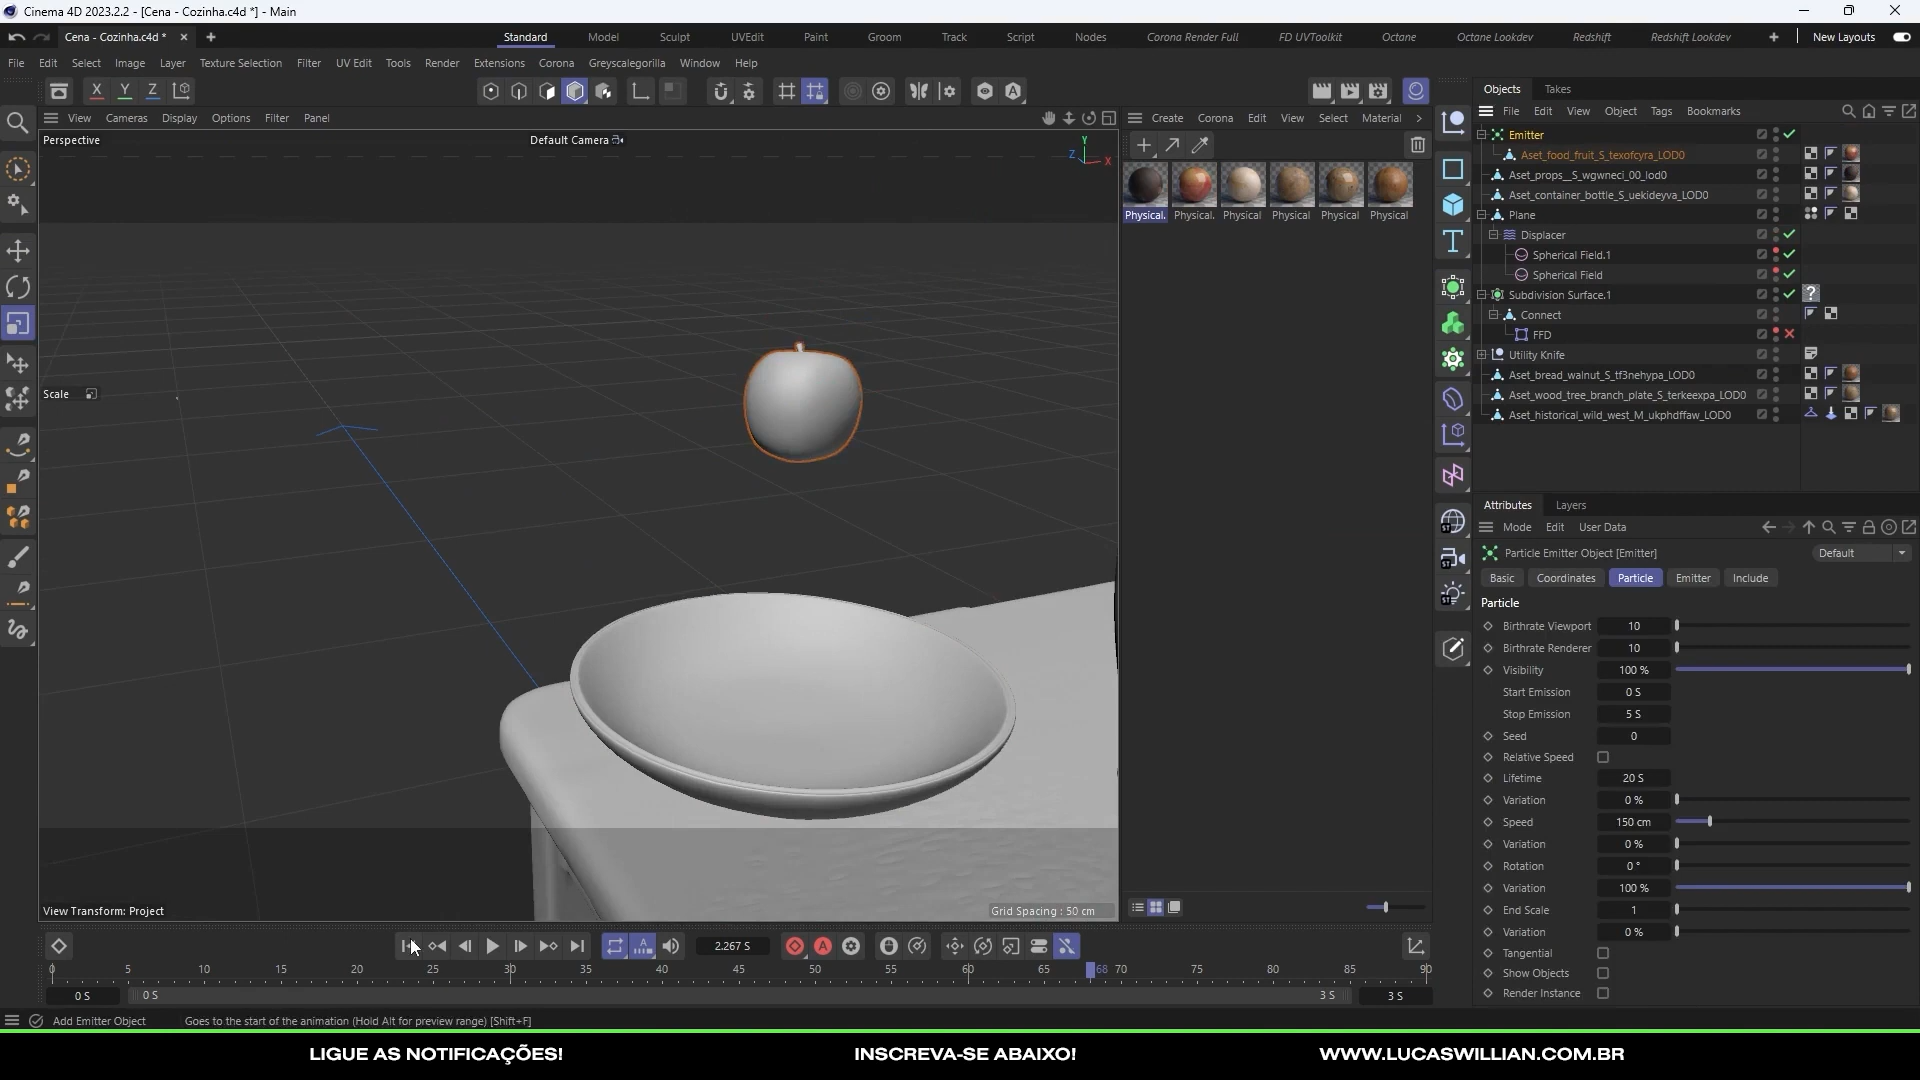 Cinema 4D 2023.2.2 - [Cena - Cozinha.c4d *] - Main
Cena - Cozinha.c4d *
Standard Model Sculpt UVEdit Paint Groom Track Script Nodes Corona Render Full FD UVToolkit Octane Octane Lookdev Redshift Redshift Lookdev New Layouts
File Edit Select Image Layer Texture Selection Filter UV Edit Tools Render Extensions Corona Greyscalegorilla Window Help
X Y Z
Objects Takes
View Cameras Display Options Filter Panel
Create Corona Edit View Select Material
File Edit View Object Tags Bookmarks
Perspective
Default Camera
Y
Z X
Scale
Physical. Physical. Physical Physical Physical Physical
Emitter
Aset_food_fruit_S_texofcyra_LOD0
Aset_props__S_wgwneci_00_lod0
Aset_container_bottle_S_uekideyva_LOD0
Plane
Displacer
Spherical Field.1
Spherical Field
Subdivision Surface.1
Connect
FFD
Utility Knife
Aset_bread_walnut_S_tf3nehypa_LOD0
Aset_wood_tree_branch_plate_S_terkeexpa_LOD0
Aset_historical_wild_west_M_ukphdffaw_LOD0
Attributes Layers
Mode Edit User Data
Particle Emitter Object [Emitter]
Default
Basic Coordinates Particle Emitter Include
Particle
Birthrate Viewport 10
Birthrate Renderer 10
Visibility 100 %
Start Emission 0 S
Stop Emission 5 S
Seed 0
Relative Speed
Lifetime 20 S
Variation 0 %
Speed 150 cm
Variation 0 %
Rotation 0 °
Variation 100 %
End Scale 1
Variation 0 %
Tangential
Show Objects
Render Instance
View Transform: Project
Grid Spacing : 50 cm
2.267 S
0 5 10 15 20 25 30 35 40 45 50 55 60 65 68 70 75 80 85 90
0 S 0 S 3 S 3 S
Add Emitter Object Goes to the start of the animation (Hold Alt for preview range) [Shift+F]
LIGUE AS NOTIFICAÇÕES! INSCREVA-SE ABAIXO! WWW.LUCASWILLIAN.COM.BR